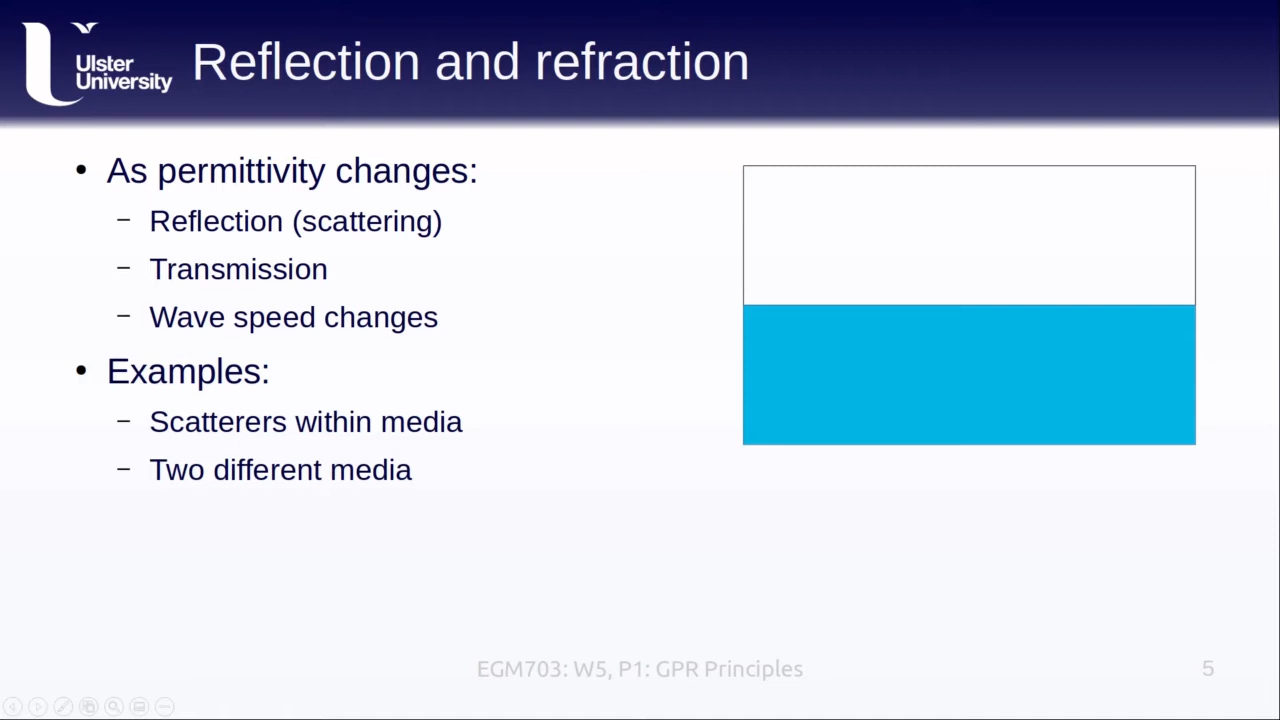 Ulster
University
Reflection and refraction
• As permittivity changes:
– Reflection (scattering)
– Transmission
– Wave speed changes
• Examples:
– Scatterers within media
– Two different media
EGM703: W5, P1: GPR Principles
5